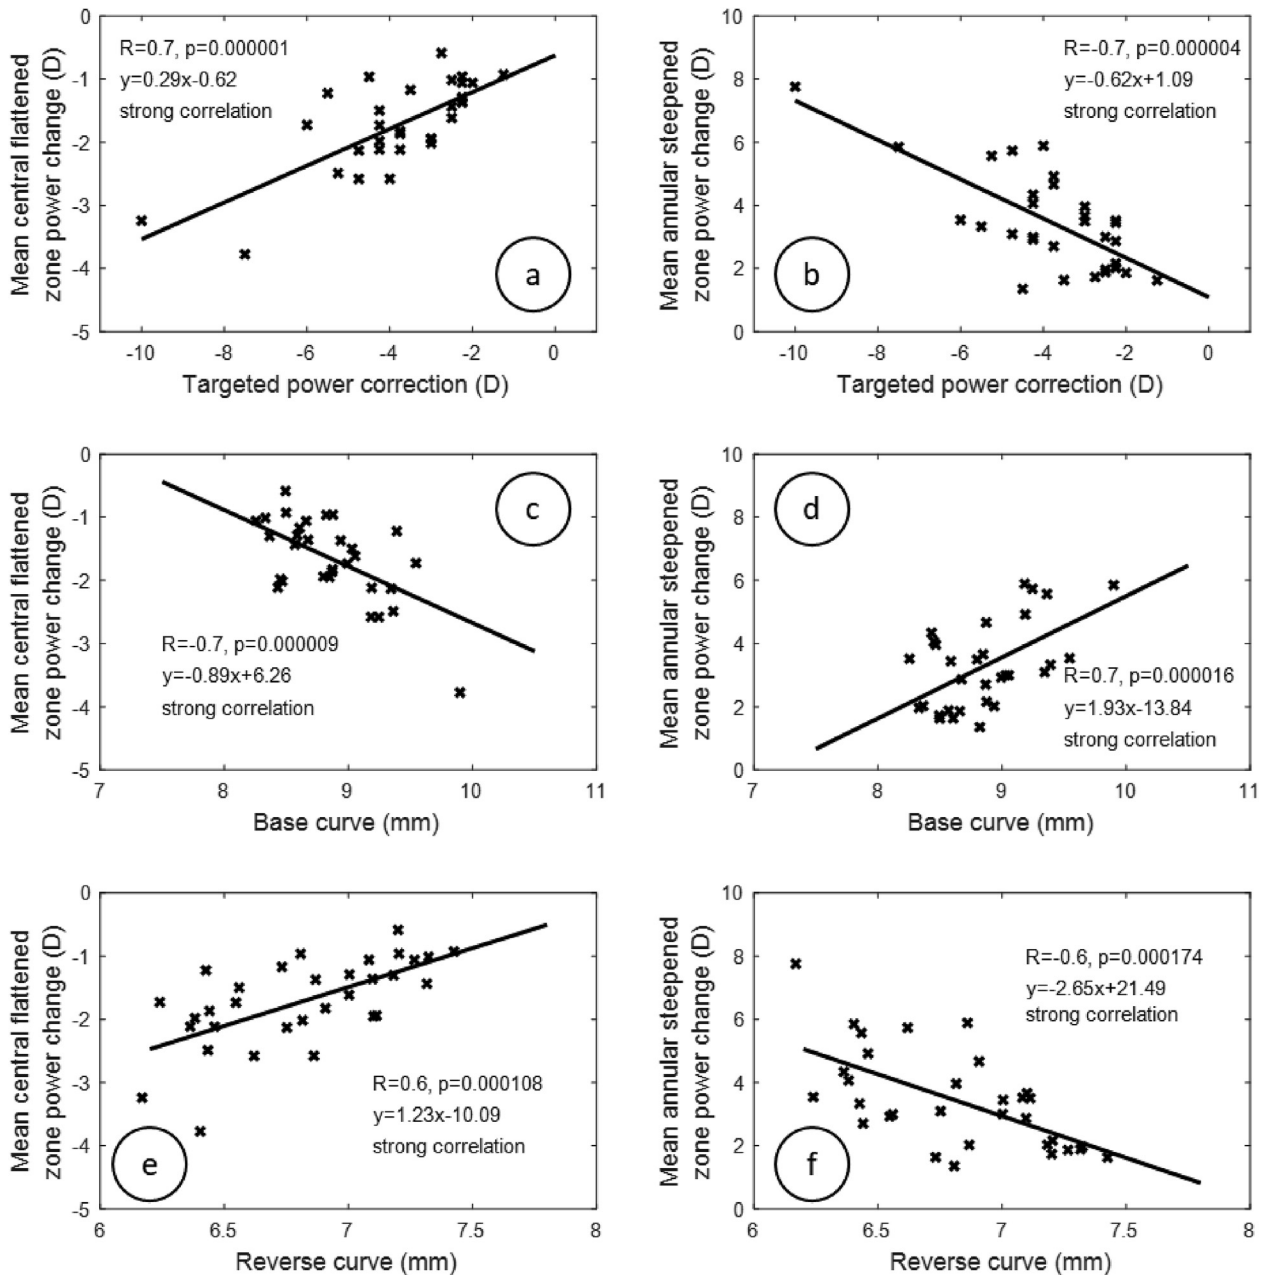 Mean central flattened
zone power change (D)
0
-1
-2
-3
-4
-5
R=0.7, p=0.000001
y=0.29x-0.62
strong correlation
a
-10
-8
-6
-4
-2
0
Targeted power correction (D)
Mean annular steepened
zone power change (D)
10
8
6
4
2
0
R=-0.7, p=0.000004
y=-0.62x+1.09
strong correlation
b
-10
-8
-6
-4
-2
0
Targeted power correction (D)
Mean central flattened
zone power change (D)
0
-1
-2
-3
-4
-5
c
R=-0.7, p=0.000009
y=-0.89x+6.26
strong correlation
7
8
9
10
11
Base curve (mm)
Mean annular steepened
zone power change (D)
10
8
6
4
2
0
d
R=0.7, p=0.000016
y=1.93x-13.84
strong correlation
7
8
9
10
11
Base curve (mm)
Mean central flattened
zone power change (D)
0
-1
-2
-3
-4
-5
R=0.6, p=0.000108
y=1.23x-10.09
strong correlation
e
6
6.5
7
7.5
8
Reverse curve (mm)
Mean annular steepened
zone power change (D)
10
8
6
4
2
0
R=-0.6, p=0.000174
y=-2.65x+21.49
strong correlation
f
6
6.5
7
7.5
8
Reverse curve (mm)